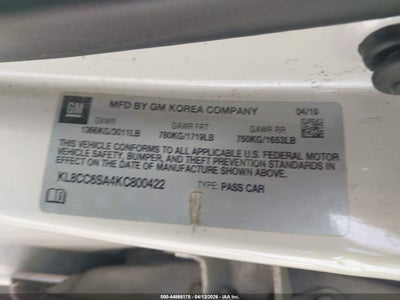 GM
MFD BY GM KOREA COMPANY
04/19
GVWR GAWR FRT GAWR RR
1366KG/3011LB 780KG/1719LB 750KG/1653LB
THIS VEHICLE CONFORMS TO ALL APPLICABLE U.S. FEDERAL MOTOR
VEHICLE SAFETY, BUMPER, AND THEFT PREVENTION STANDARDS
IN EFFECT ON THE DATE OF MANUFACTURE SHOWN ABOVE.
KL8CC6SA4KC800422 TYPE: PASS CAR
000-44868178 - 04/13/2026 - IAA, Inc.